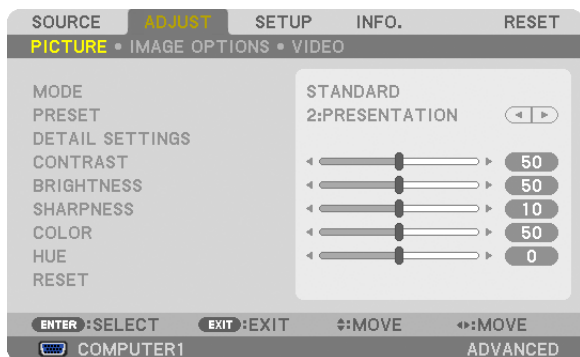 SOURCE ADJUST SETUP INFO. RESET
PICTURE • IMAGE OPTIONS • VIDEO
MODE STANDARD
PRESET 2:PRESENTATION
DETAIL SETTINGS
CONTRAST 50
BRIGHTNESS 50
SHARPNESS 10
COLOR 50
HUE 0
RESET
ENTER :SELECT EXIT :EXIT :MOVE :MOVE
COMPUTER1 ADVANCED